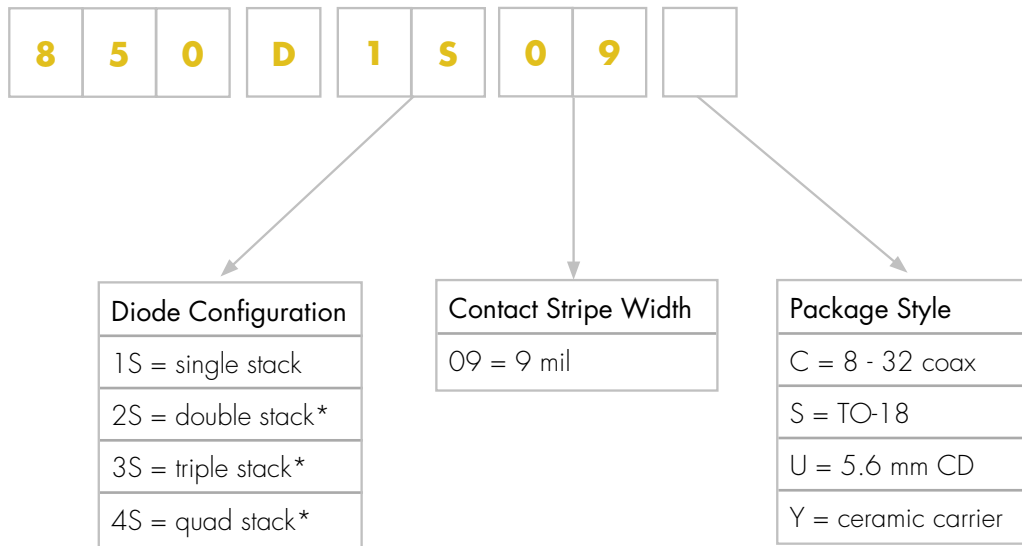 8 5 0 D 1 S 0 9
Diode Configuration
1S = single stack
2S = double stack*
3S = triple stack*
4S = quad stack*
Contact Stripe Width
09 = 9 mil
Package Style
C = 8 - 32 coax
S = TO-18
U = 5.6 mm CD
Y = ceramic carrier